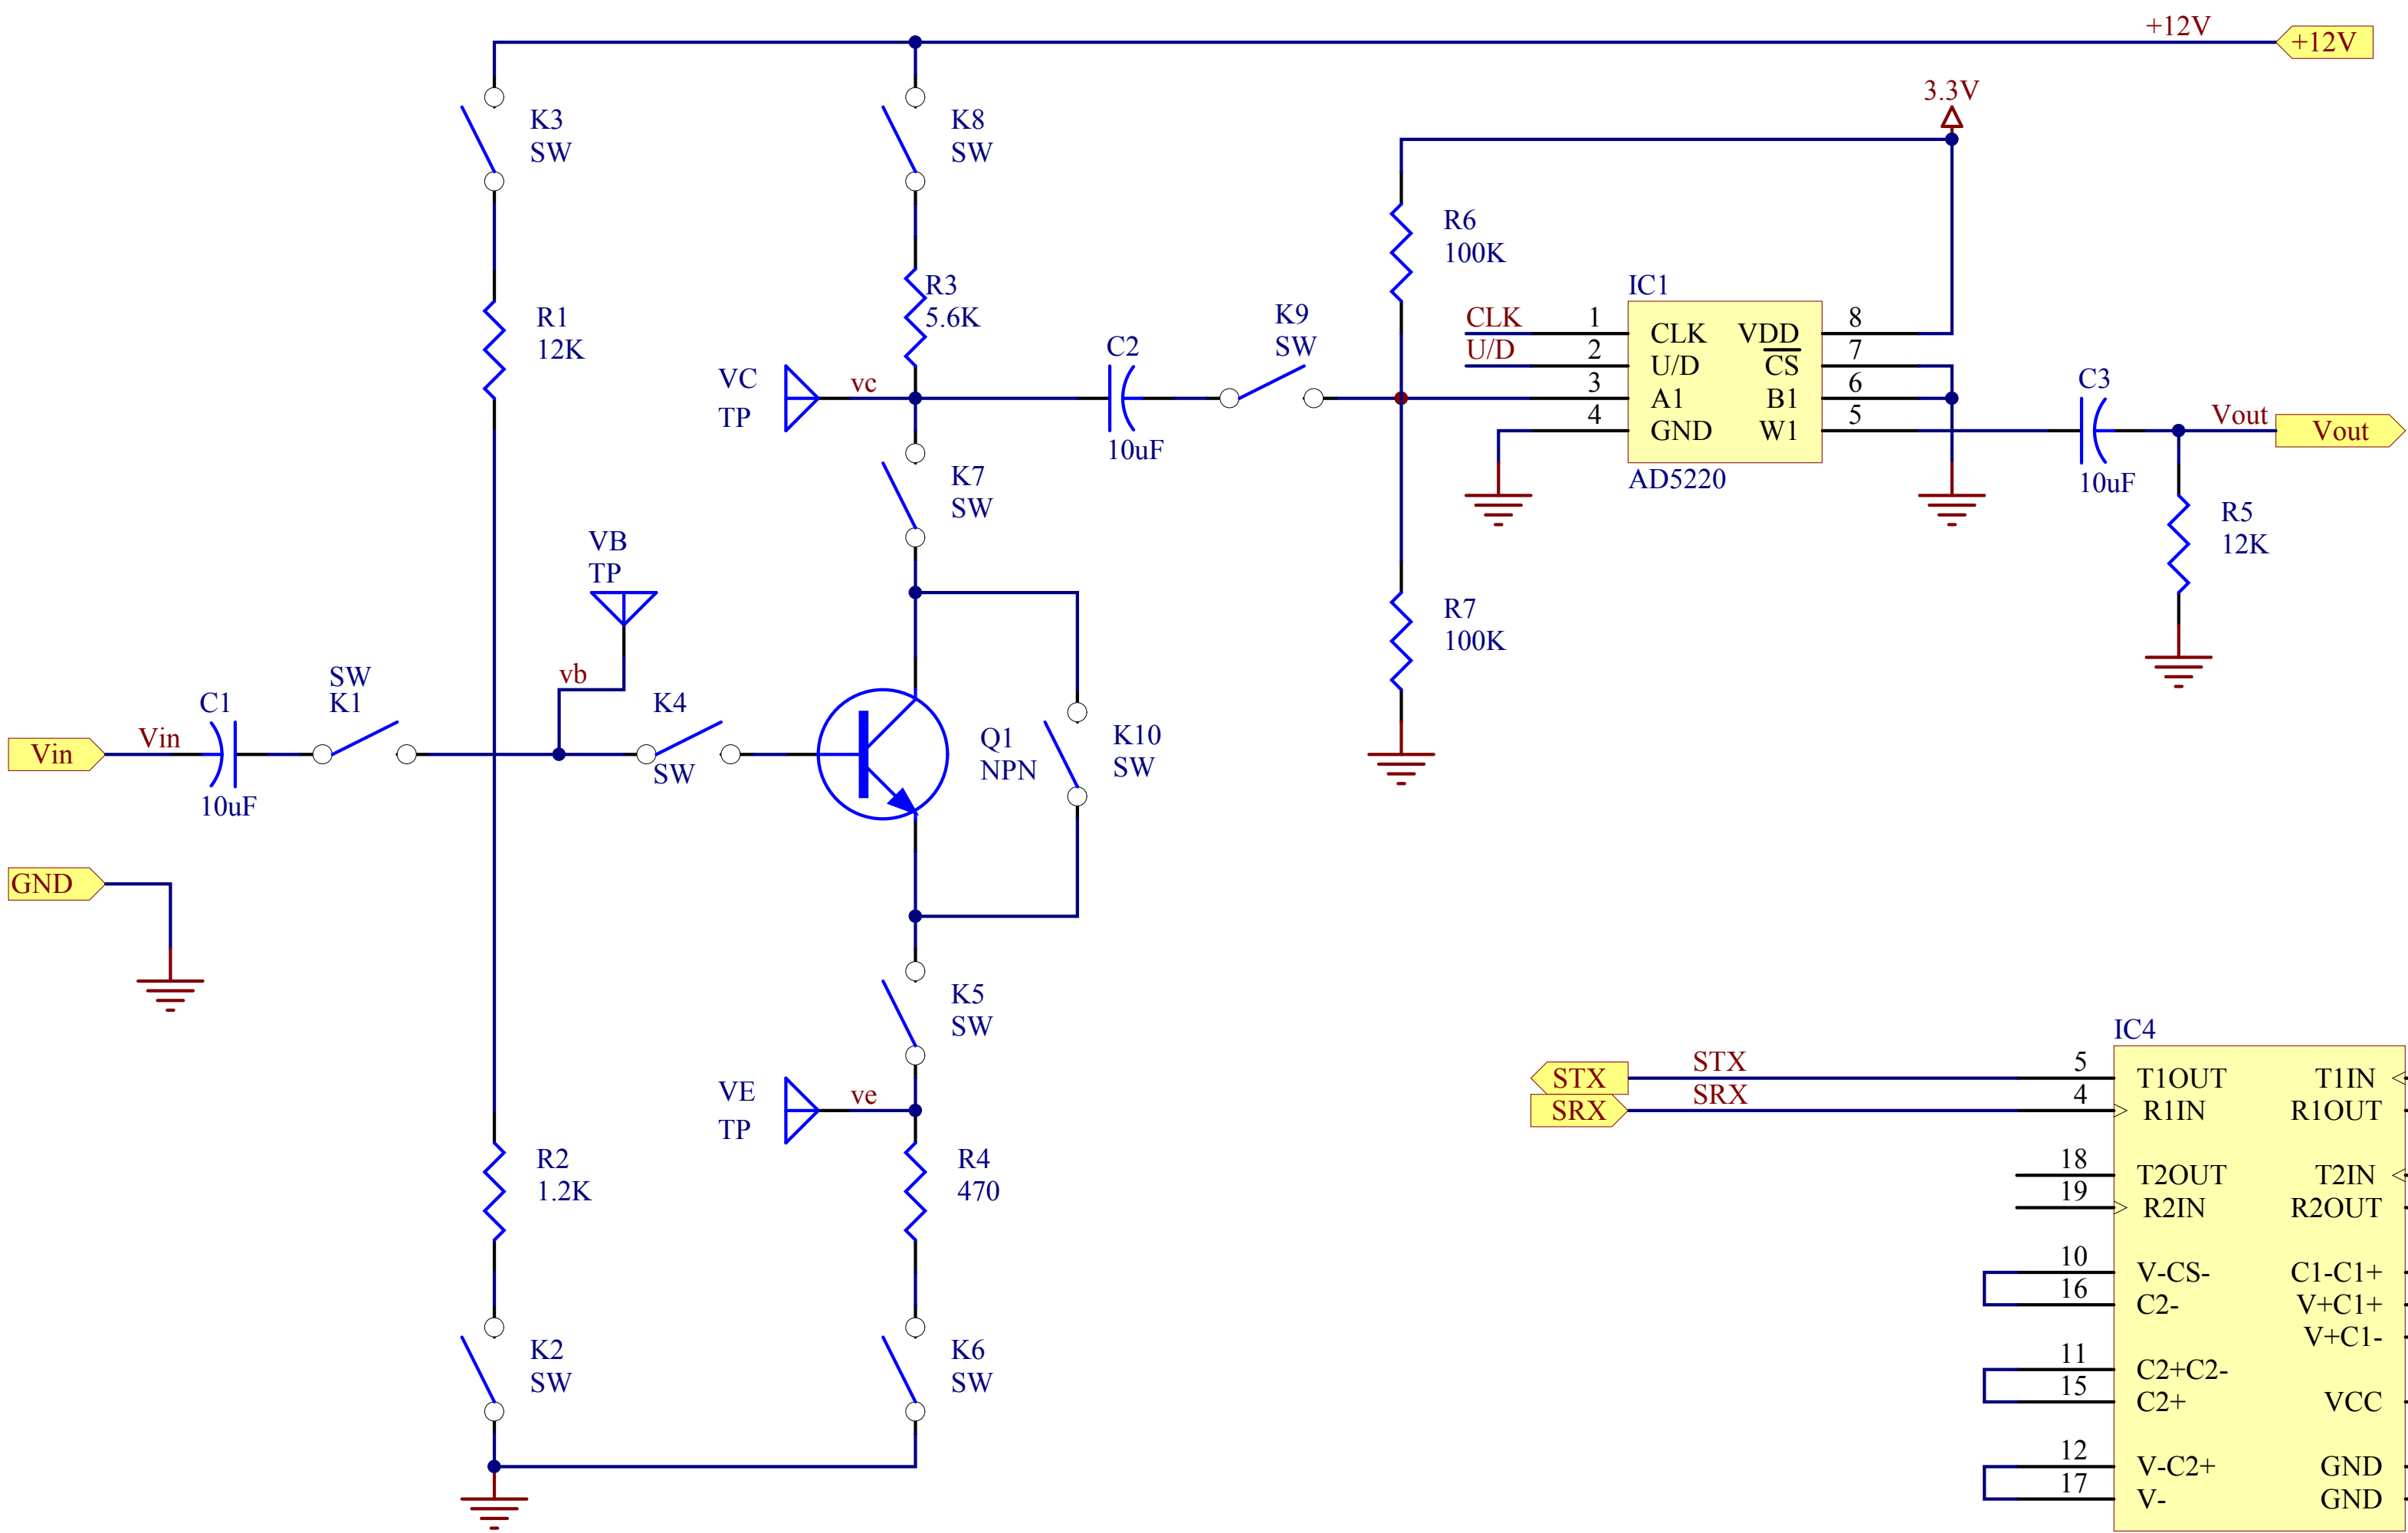 +12V
+12V
3.3V
K3
SW
K8
SW
R6
100K
R3
5.6K
R1
12K
IC1
K9
SW
CLK
U/D
1
2
3
4
CLK
U/D
A1
GND
VDD
CS
B1
W1
8
7
6
5
AD5220
C2
10uF
VC
TP
vc
C3
10uF
Vout
Vout
K7
SW
R5
12K
VB
TP
vb
R7
100K
SW
K1
C1
10uF
Vin
Vin
K4
SW
Q1
NPN
K10
SW
GND
K5
SW
VE
TP
ve
IC4
STX
STX
SRX
SRX
5
4
18
19
10
16
11
15
12
17
T1OUT
R1IN
T2OUT
R2IN
V-CS-
C2-
C2+C2-
C2+
V-C2+
V-
T1IN
R1OUT
T2IN
R2OUT
C1-C1+
V+C1+
V+C1-
VCC
GND
GND
R2
1.2K
R4
470
K2
SW
K6
SW